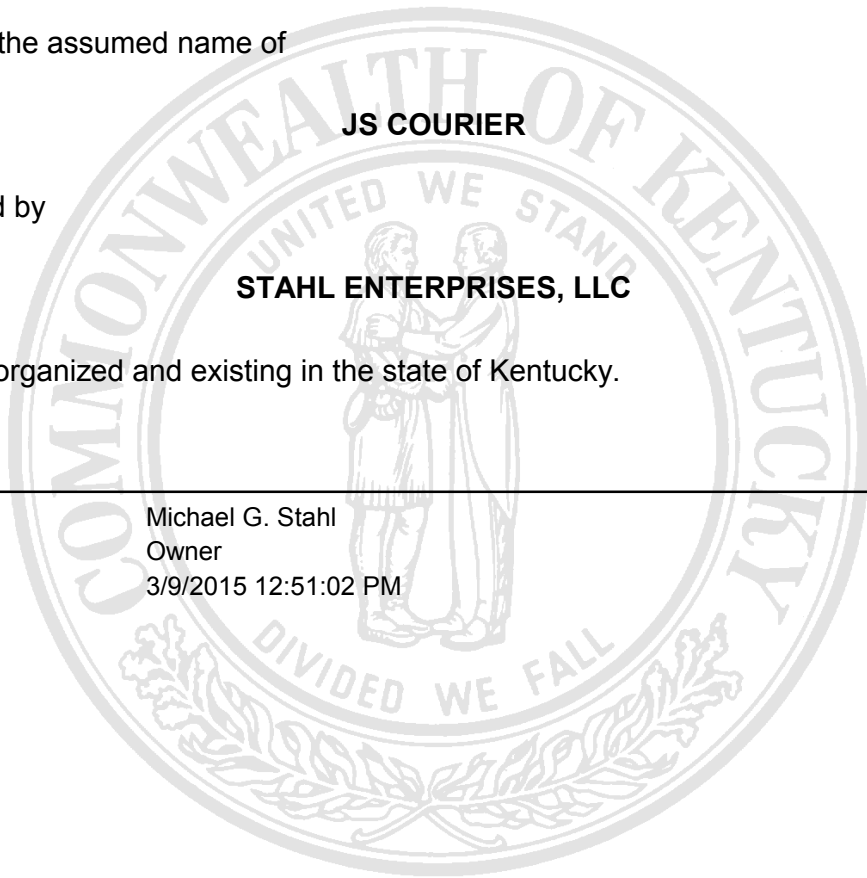 the assumed name of
JS COURIER
by
STAHL ENTERPRISES, LLC
organized and existing in the state of Kentucky.
Michael G. Stahl
Owner
3/9/2015 12:51:02 PM
COMMONWEALTH OF KENTUCKY
UNITED WE STAND
DIVIDED WE FALL